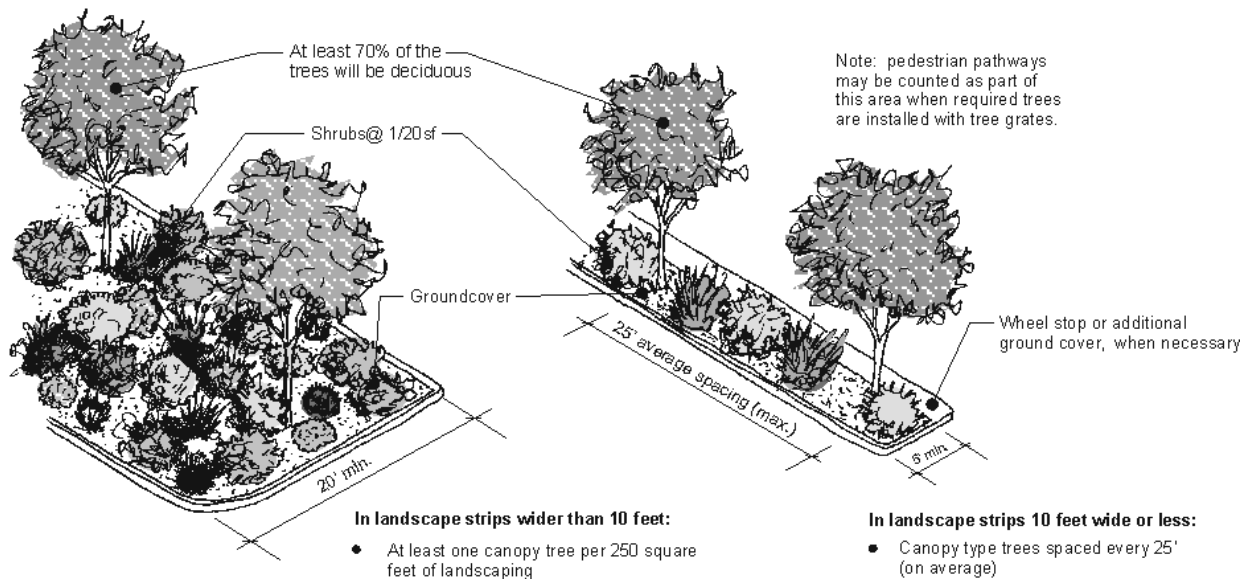 At least 70% of the
trees will be deciduous
Shrubs@ 1/20sf
Groundcover
20' min.
In landscape strips wider than 10 feet:
● At least one canopy tree per 250 square
feet of landscaping
Note: pedestrian pathways
may be counted as part of
this area when required trees
are installed with tree grates.
Wheel stop or additional
ground cover, when necessary
25' average spacing (max.)
6' min.
In landscape strips 10 feet wide or less:
● Canopy type trees spaced every 25'
(on average)